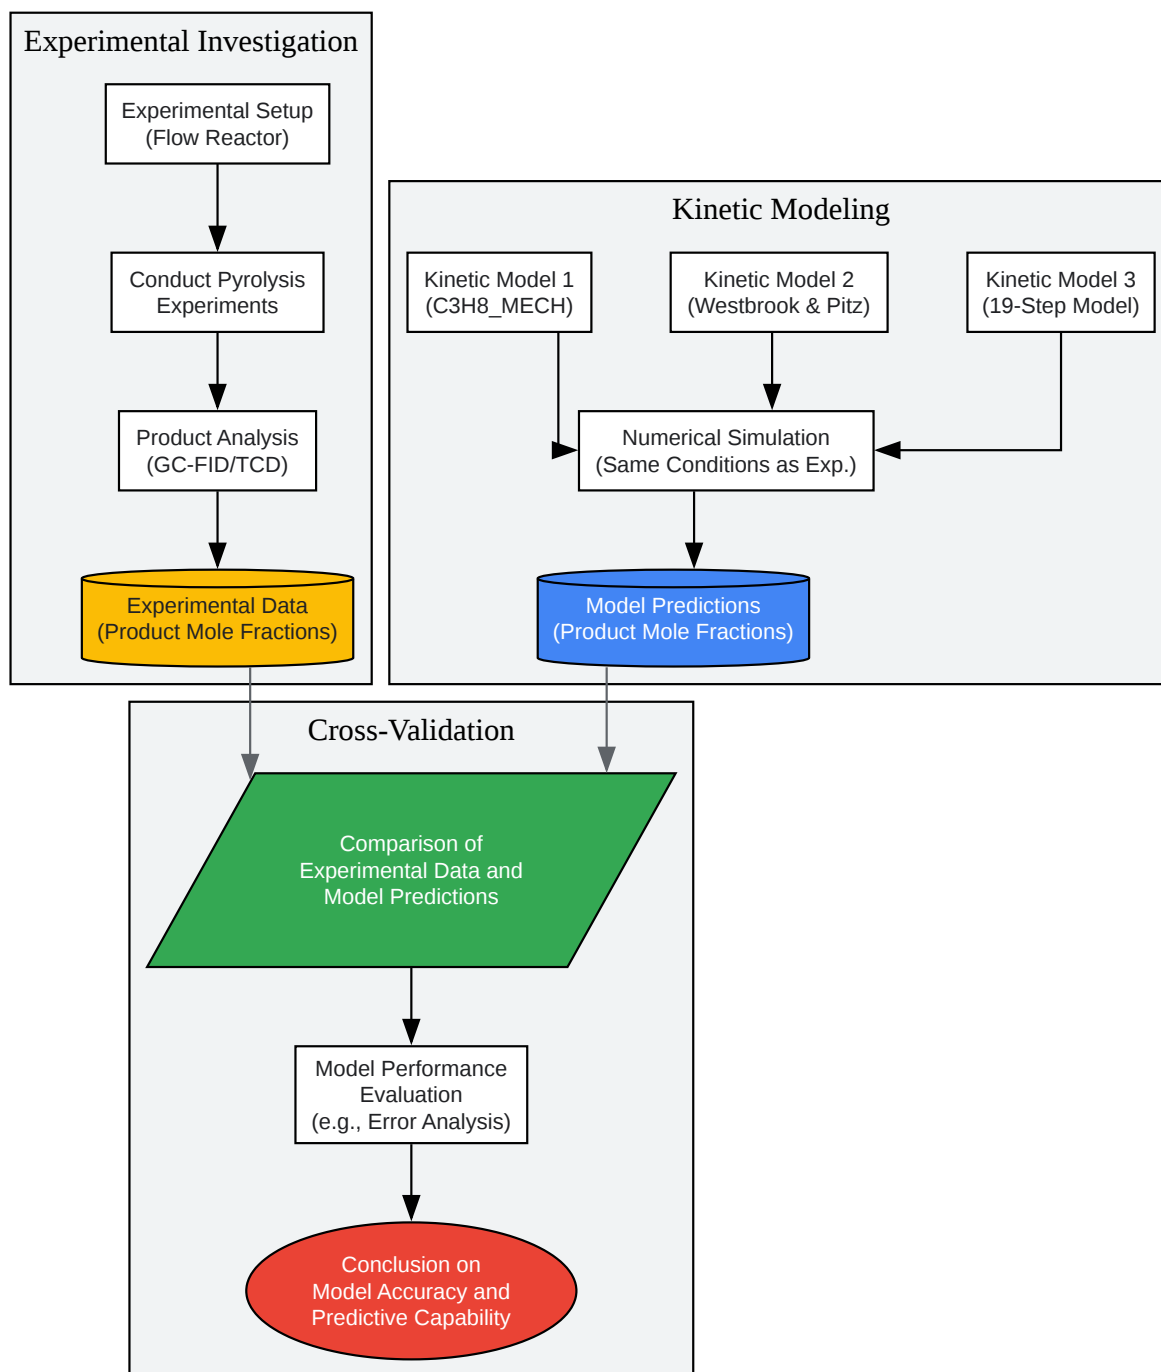 Experimental Investigation
Experimental Setup
(Flow Reactor)
Conduct Pyrolysis
Experiments
Product Analysis
(GC-FID/TCD)
Experimental Data
(Product Mole Fractions)
Kinetic Modeling
Kinetic Model 1
(C3H8_MECH)
Kinetic Model 2
(Westbrook & Pitz)
Kinetic Model 3
(19-Step Model)
Numerical Simulation
(Same Conditions as Exp.)
Model Predictions
(Product Mole Fractions)
Cross-Validation
Comparison of
Experimental Data and
Model Predictions
Model Performance
Evaluation
(e.g., Error Analysis)
Conclusion on
Model Accuracy and
Predictive Capability